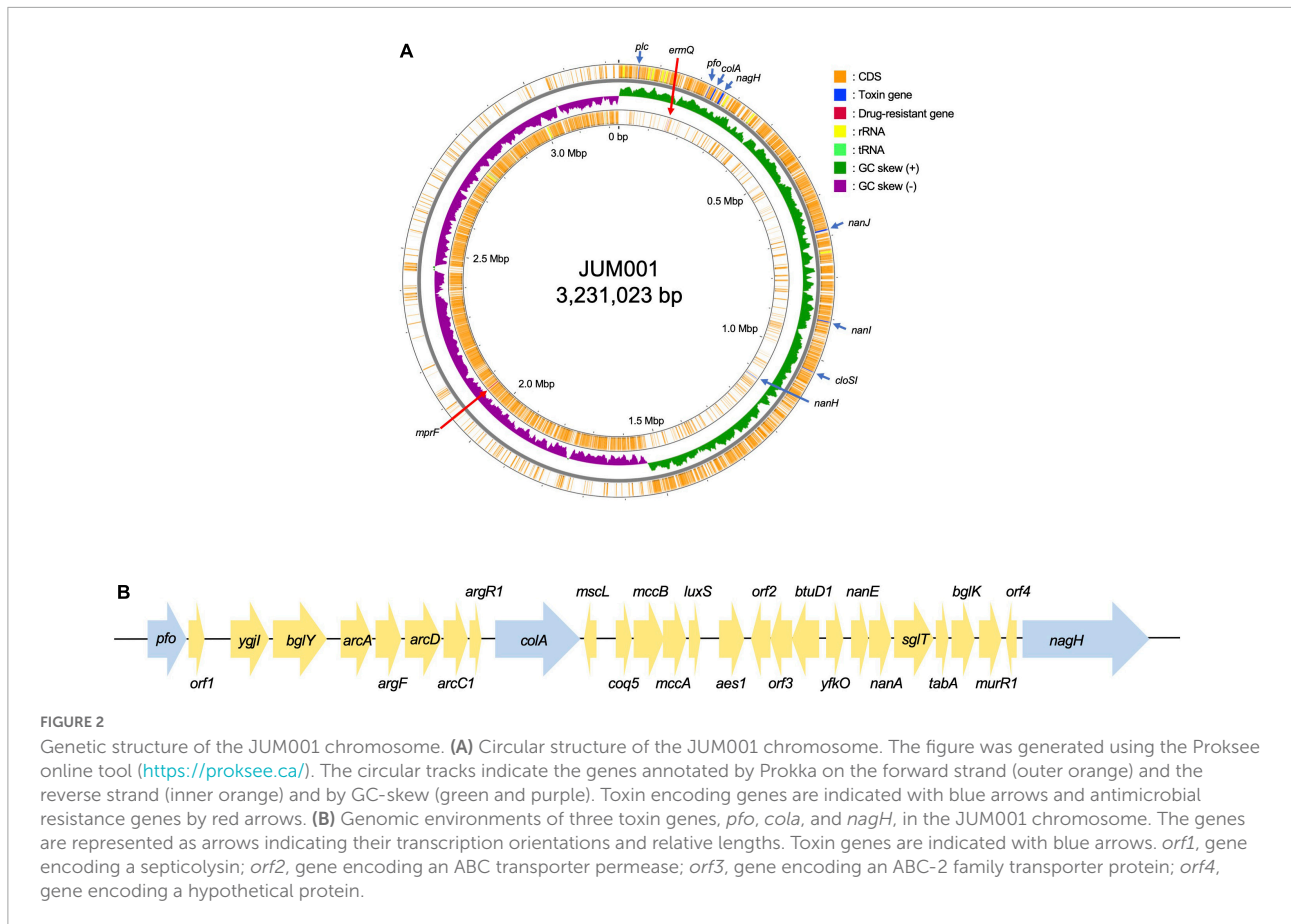 A
plc
ermQ
pfo
colA
nagH
: CDS
: Toxin gene
: Drug-resistant gene
: rRNA
: tRNA
: GC skew (+)
: GC skew (-)
0 bp
3.0 Mbp
0.5 Mbp
nanJ
2.5 Mbp
JUM001
3,231,023 bp
nanI
1.0 Mbp
cloSI
2.0 Mbp
nanH
1.5 Mbp
mprF
B
argR1
mscL
mccB
luxS
orf2
btuD1
nanE
bglK
orf4
pfo
ygjI
bglY
arcA
arcD
colA
sglT
nagH
orf1
argF
arcC1
coq5
mccA
aes1
orf3
yfkO
nanA
tabA
murR1
FIGURE 2
Genetic structure of the JUM001 chromosome. (A) Circular structure of the JUM001 chromosome. The figure was generated using the Proksee
online tool (https://proksee.ca/). The circular tracks indicate the genes annotated by Prokka on the forward strand (outer orange) and the
reverse strand (inner orange) and by GC-skew (green and purple). Toxin encoding genes are indicated with blue arrows and antimicrobial
resistance genes by red arrows. (B) Genomic environments of three toxin genes, pfo, cola, and nagH, in the JUM001 chromosome. The genes
are represented as arrows indicating their transcription orientations and relative lengths. Toxin genes are indicated with blue arrows. orf1, gene
encoding a septicolysin; orf2, gene encoding an ABC transporter permease; orf3, gene encoding an ABC-2 family transporter protein; orf4,
gene encoding a hypothetical protein.